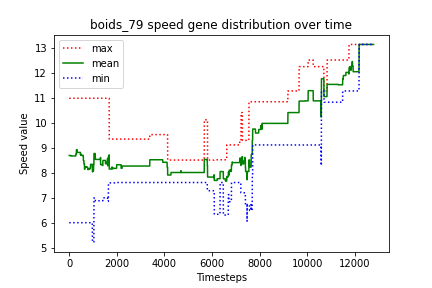 boids_79 speed gene distribution over time
max
mean
min
Speed value
13
12
11
10
9
8
7
6
5
0
2000
4000
6000
8000
10000
12000
Timesteps